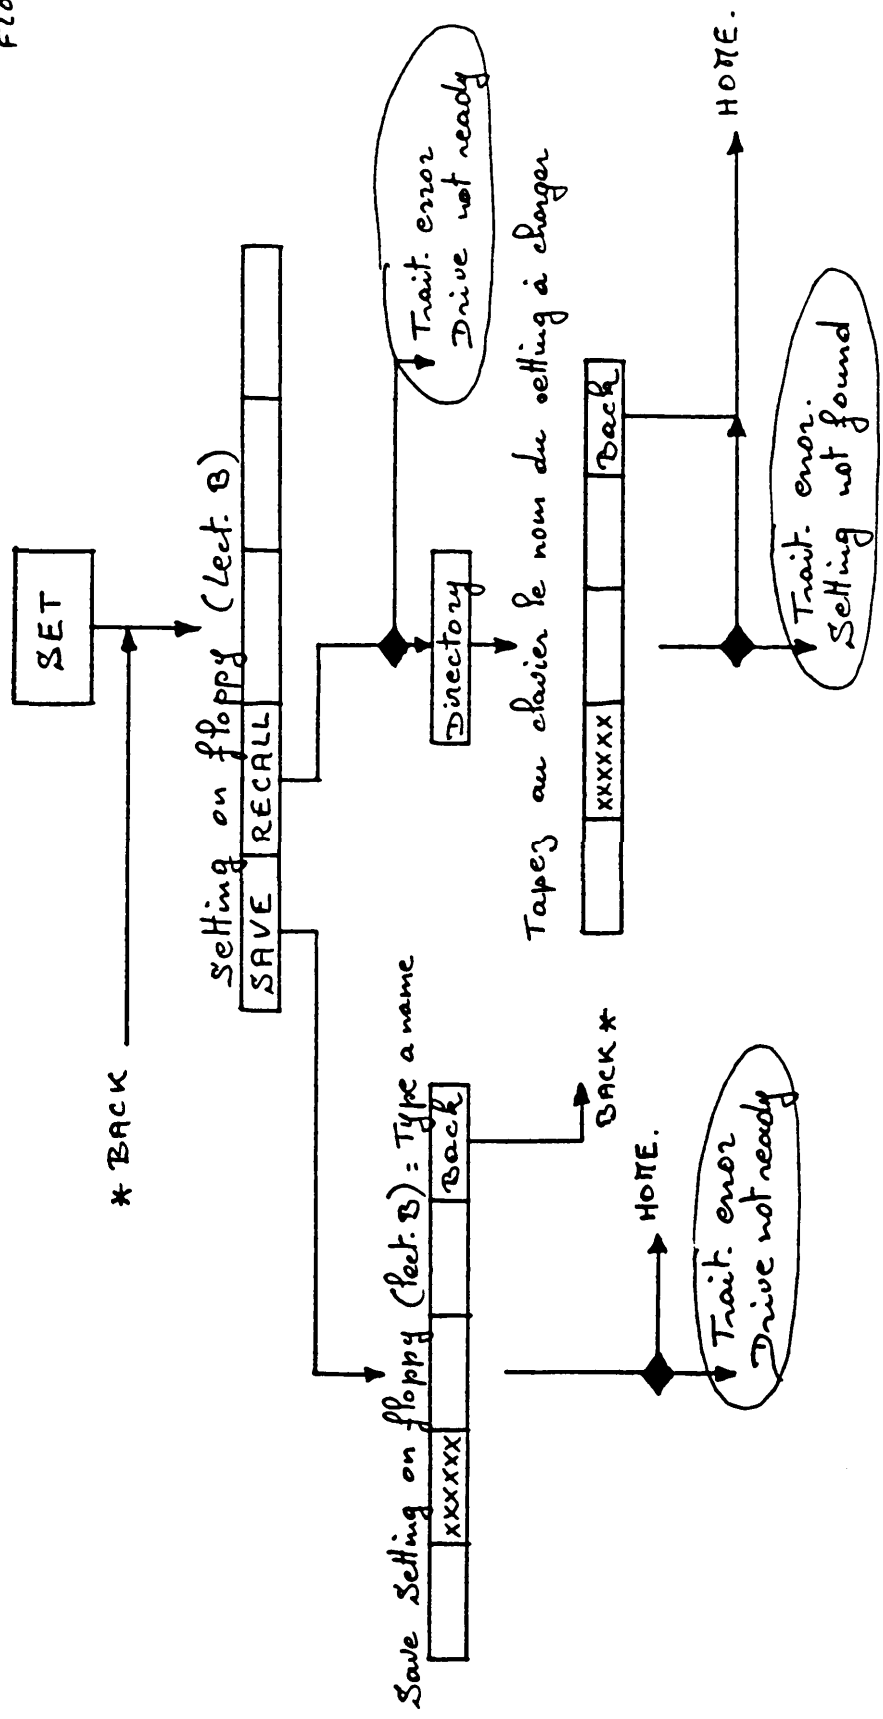 SET
* BACK
Setting on floppy (Lect. B)
SAVE RECALL
Save Setting on floppy (lect. B) : Type a name
xxxxxx Back
BACK *
HOME.
Trait. error
Drive not ready
Trait. error
Drive not ready
Directory
Tapez au clavier le nom du setting à charger
xxxxxx Back
HOME.
Trait. error.
Setting not found